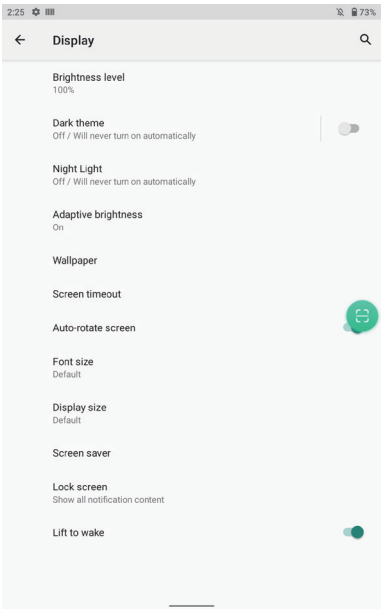 2:25 73%
Display
Brightness level
100%
Dark theme
Off / Will never turn on automatically
Night Light
Off / Will never turn on automatically
Adaptive brightness
On
Wallpaper
Screen timeout
Auto-rotate screen
Font size
Default
Display size
Default
Screen saver
Lock screen
Show all notification content
Lift to wake